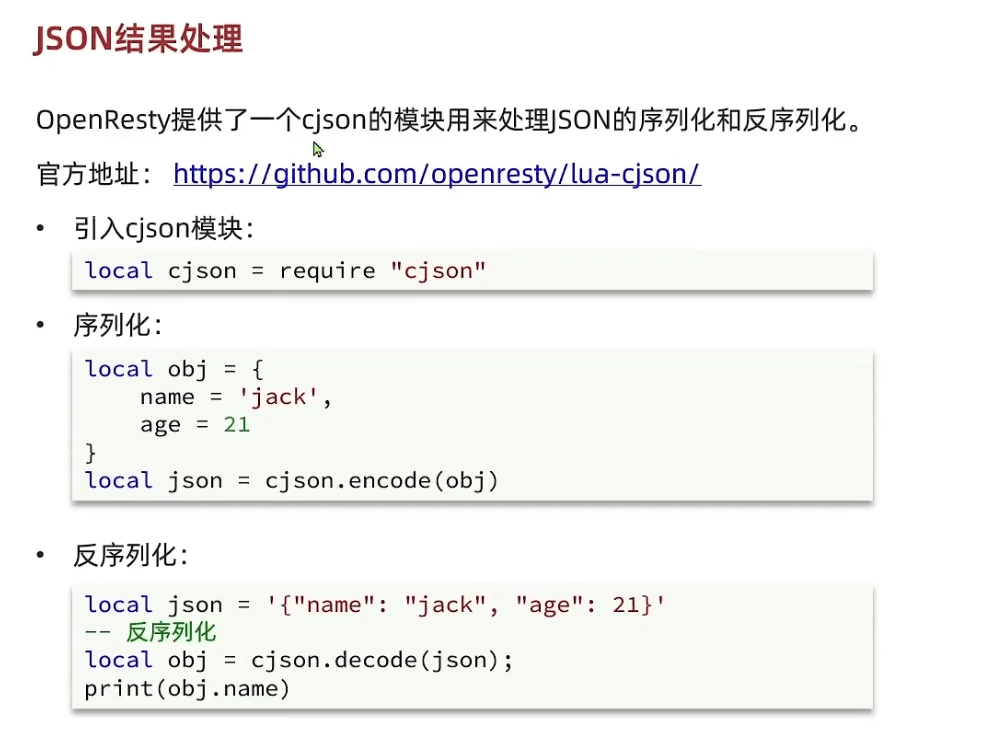 JSON结果处理
OpenResty提供了一个cjson的模块用来处理JSON的序列化和反序列化。
官方地址： https://github.com/openresty/lua-cjson/
• 引入cjson模块：
local cjson = require "cjson"
• 序列化：
local obj = {
    name = 'jack',
    age = 21
}
local json = cjson.encode(obj)
• 反序列化：
local json = '{"name": "jack", "age": 21}'
-- 反序列化
local obj = cjson.decode(json);
print(obj.name)